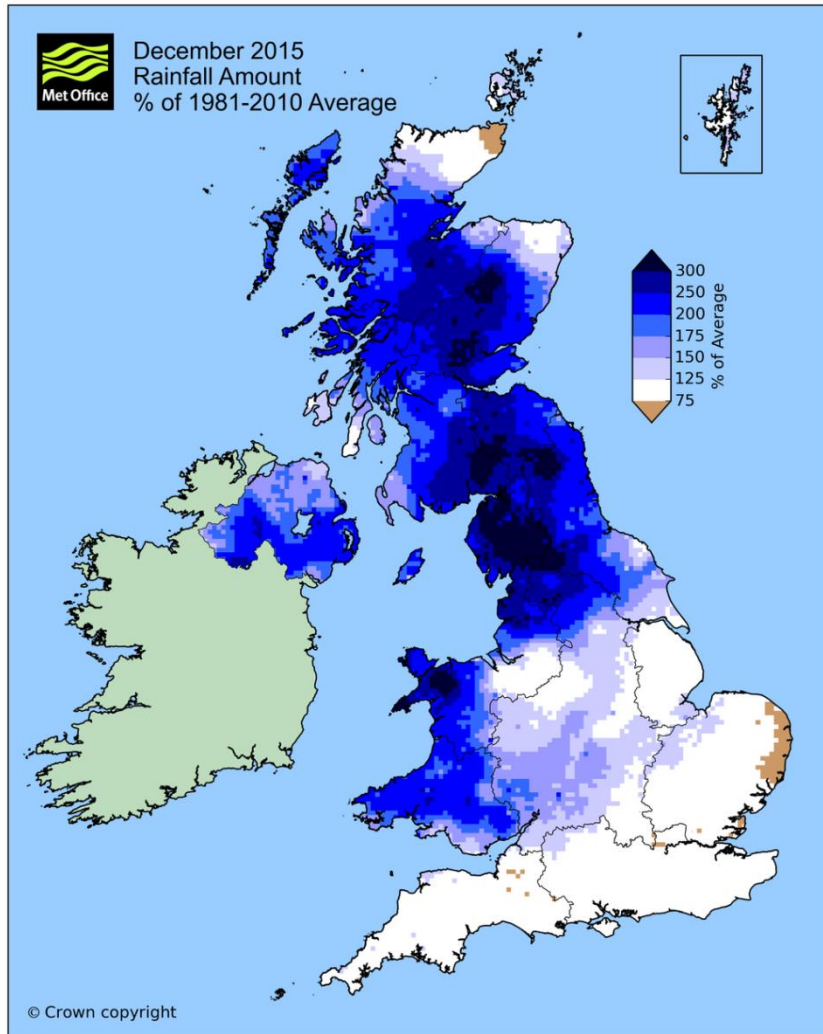 Met Office
December 2015
Rainfall Amount
% of 1981-2010 Average
300
250
200
175
150
125
75
% of Average
© Crown copyright